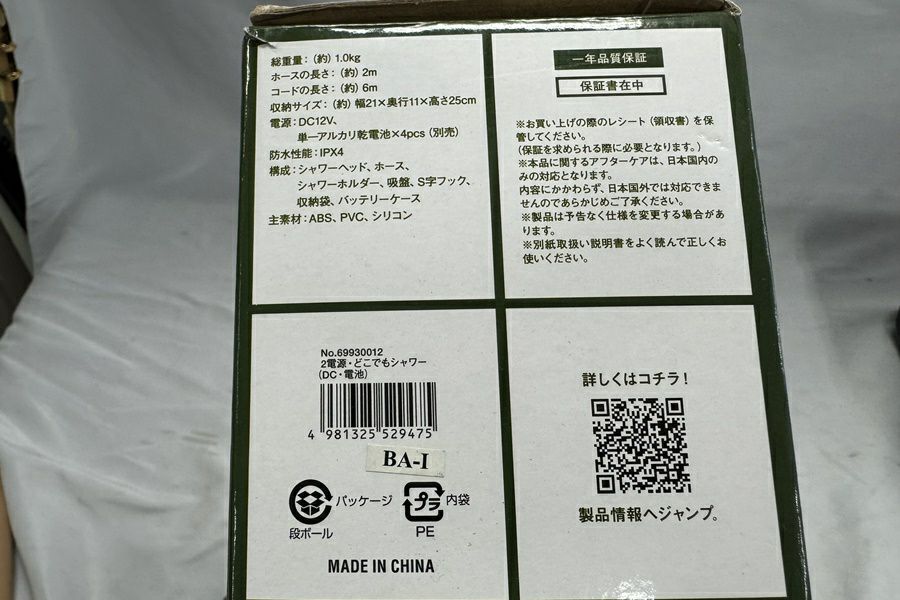 総重量：（約）1.0kg
ホースの長さ：（約）2m
コードの長さ：（約）6m
収納サイズ：（約）幅21×奥行11×高さ25cm
電源：DC12V、
単一アルカリ乾電池×4pcs（別売）
防水性能：IPX4
構成：シャワーヘッド、ホース、
シャワーホルダー、吸盤、S字フック、
収納袋、バッテリーケース
主素材：ABS、PVC、シリコン
一年品質保証
保証書在中
※お買い上げの際のレシート（領収書）を保
管してください。
（保証を求められる際に必要となります。）
※本品に関するアフターケアは、日本国内の
みの対応となります。
内容にかかわらず、日本国外では対応できま
せんのであらかじめご了承ください。
※製品は予告なく仕様を変更する場合があ
ります。
※別紙取扱い説明書をよく読んで正しくお
使いください。
No.69930012
2電源・どこでもシャワー
（DC・電池）
4 981325 529475
BA-I
パッケージ
段ボール
プラ
内袋
PE
MADE IN CHINA
詳しくはコチラ！
製品情報へジャンプ。